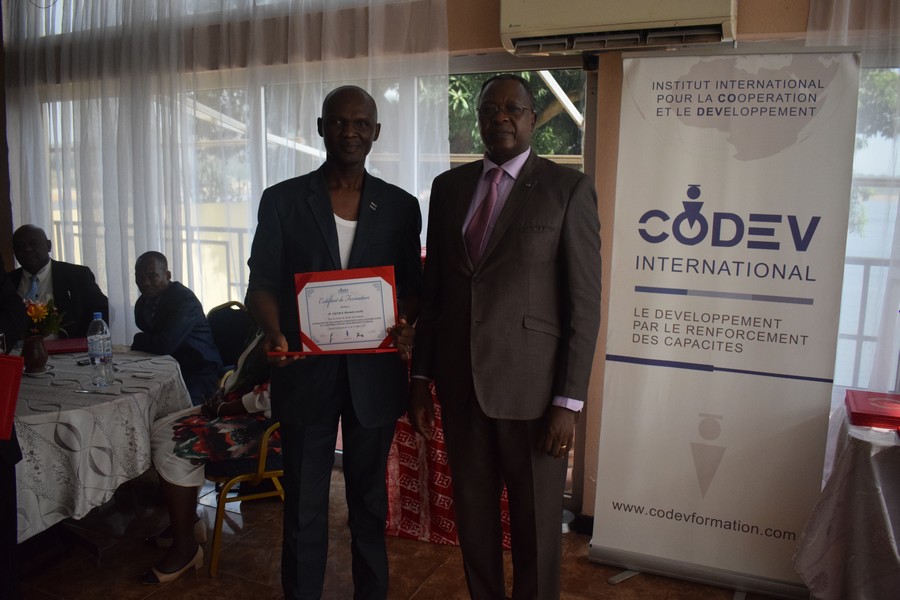 INSTITUT INTERNATIONAL
POUR LA COOPERATION
ET LE DEVELOPPEMENT
CODEV
INTERNATIONAL
LE DEVELOPPEMENT
PAR LE RENFORCEMENT
DES CAPACITES
www.codevformation.com
Certificat de Formation